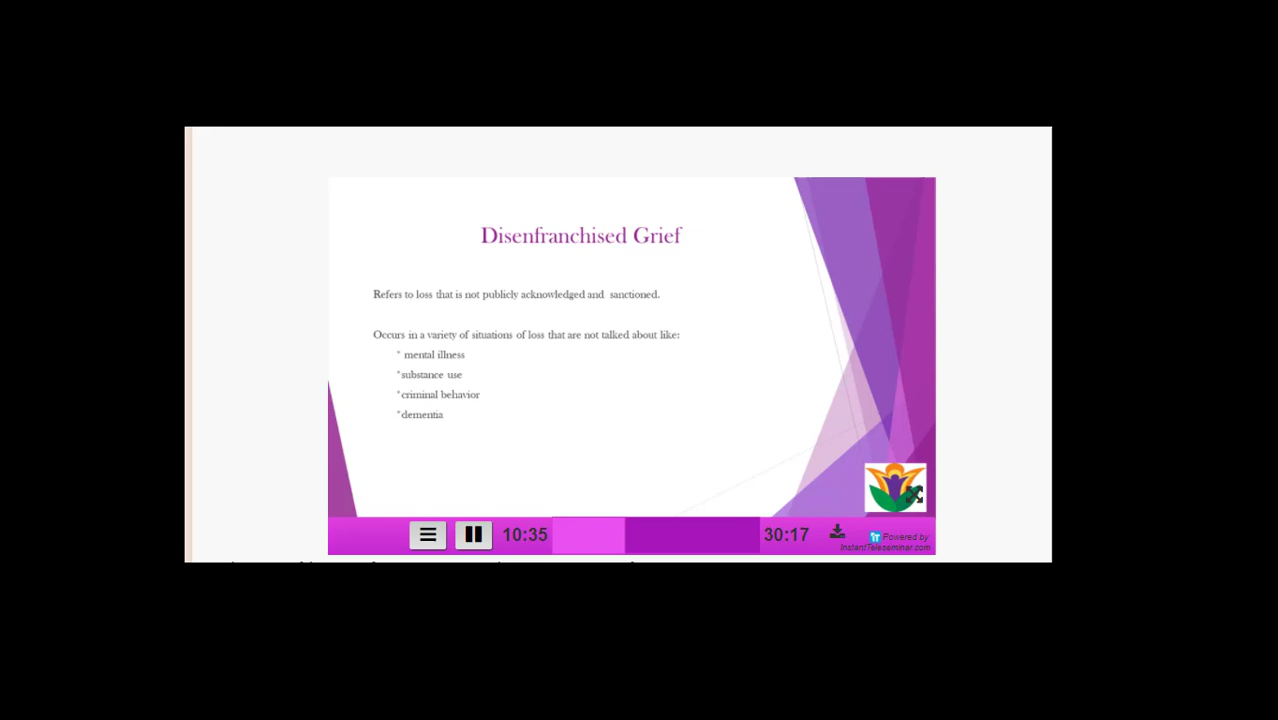 Disenfranchised Grief
Refers to loss that is not publicly acknowledged and sanctioned.
Occurs in a variety of situations of loss that are not talked about like:
* mental illness
*substance use
*criminal behavior
*dementia
10:35
30:17
Powered by
InstantTeleseminar.com